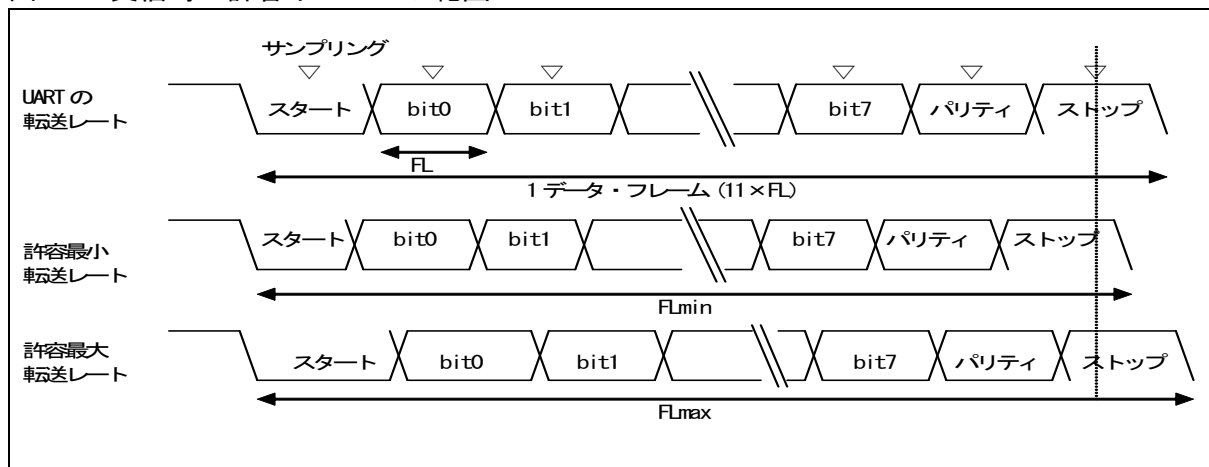 サンプリング
UART の
転送レート
スタート
bit0
bit1
bit7
パリティ
ストップ
FL
1 データ・フレーム (11×FL)
許容最小
転送レート
スタート
bit0
bit1
bit7
パリティ
ストップ
FLmin
許容最大
転送レート
スタート
bit0
bit1
bit7
パリティ
ストップ
FLmax